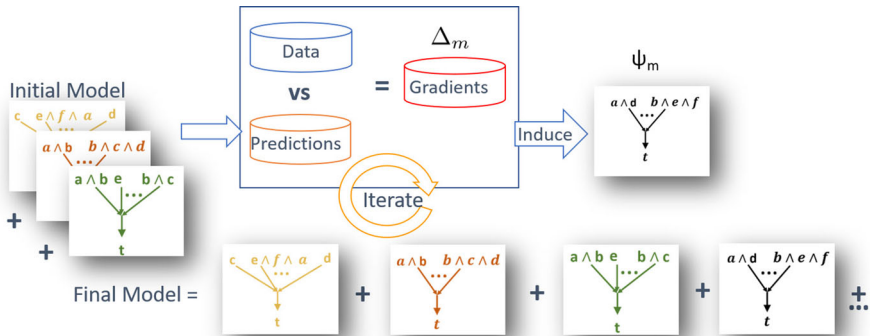 Initial Model
c e ∧ f ∧ a d
...
a ∧ b b ∧ c ∧ d
...
a ∧ b e b ∧ c
...
t
+
+
Data
vs
Predictions
=
Δm
Gradients
Iterate
Induce
ψm
a ∧ d b ∧ e ∧ f
...
t
Final Model =
c e ∧ f ∧ a d
...
t
+
a ∧ b b ∧ c ∧ d
...
t
+
a ∧ b e b ∧ c
...
t
+
a ∧ d b ∧ e ∧ f
...
t
+
...